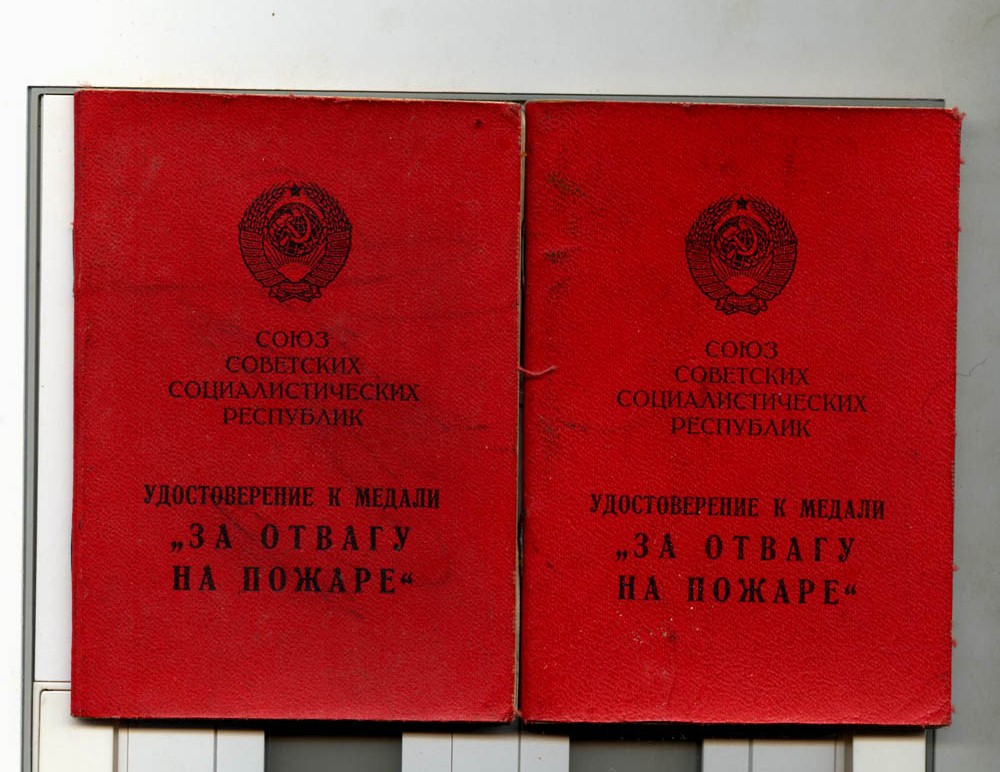 СОЮЗ
СОВЕТСКИХ
СОЦИАЛИСТИЧЕСКИХ
РЕСПУБЛИК
УДОСТОВЕРЕНИЕ К МЕДАЛИ
„ЗА ОТВАГУ
НА ПОЖАРЕ“
СОЮЗ
СОВЕТСКИХ
СОЦИАЛИСТИЧЕСКИХ
РЕСПУБЛИК
УДОСТОВЕРЕНИЕ К МЕДАЛИ
„ЗА ОТВАГУ
НА ПОЖАРЕ“